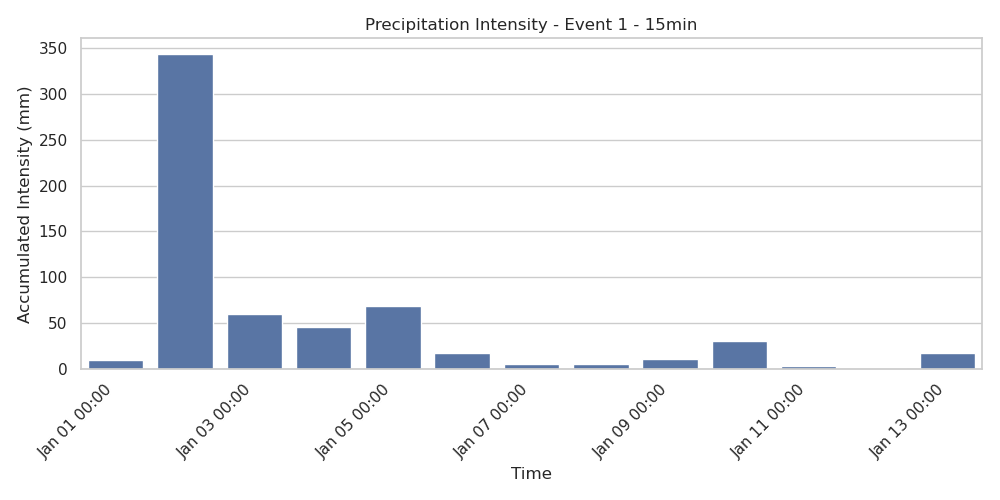 Precipitation Intensity - Event 1 - 15min
Accumulated Intensity (mm)
350
300
250
200
150
100
50
0
Jan 01 00:00
Jan 03 00:00
Jan 05 00:00
Jan 07 00:00
Jan 09 00:00
Jan 11 00:00
Jan 13 00:00
Time